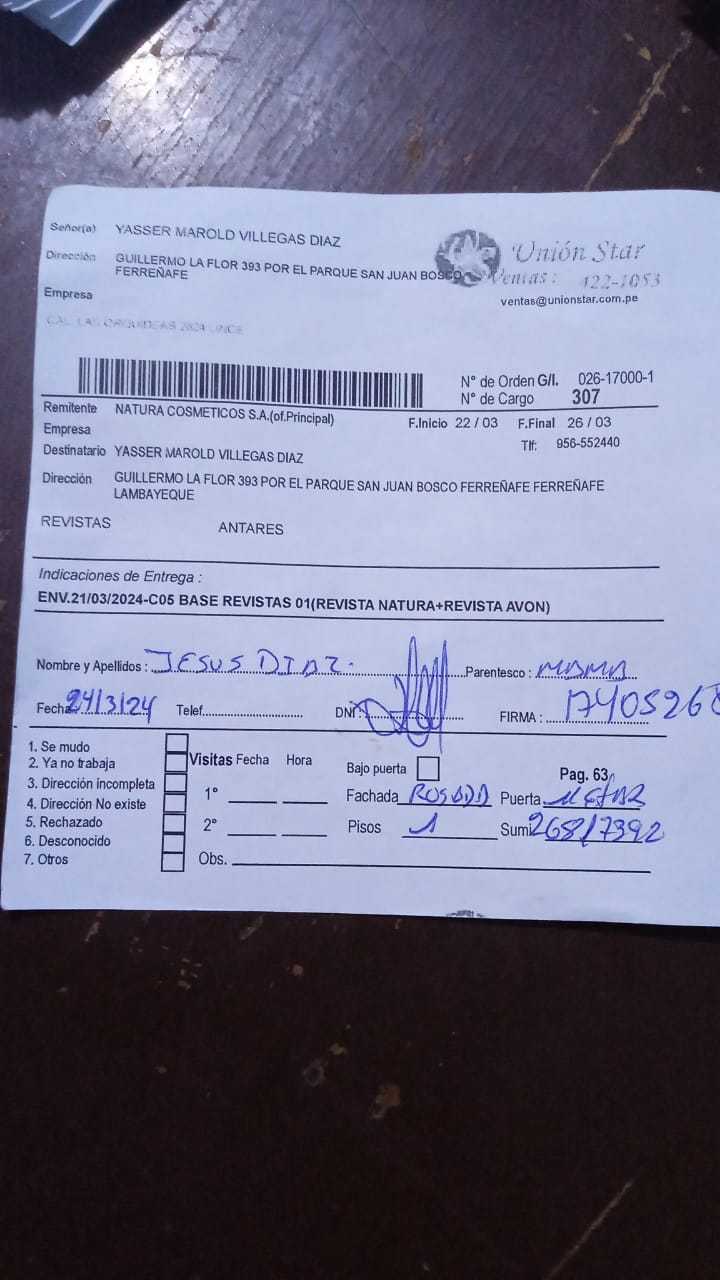 Señor(a) YASSER MAROLD VILLEGAS DIAZ
Dirección GUILLERMO LA FLOR 393 POR EL PARQUE SAN JUAN BOSCO
FERREÑAFE
Empresa
CAL. LAS ORQUIDEAS 2624 LINCE
Unión Star
Ventas : 422-1053
ventas@unionstar.com.pe
N° de Orden G/I. 026-17000-1
N° de Cargo 307
Remitente NATURA COSMETICOS S.A.(of.Principal)
F.Inicio 22 / 03 F.Final 26 / 03
Empresa
Tlf: 956-552440
Destinatario YASSER MAROLD VILLEGAS DIAZ
Dirección GUILLERMO LA FLOR 393 POR EL PARQUE SAN JUAN BOSCO FERREÑAFE FERREÑAFE
LAMBAYEQUE
REVISTAS ANTARES
Indicaciones de Entrega :
ENV.21/03/2024-C05 BASE REVISTAS 01(REVISTA NATURA+REVISTA AVON)
Nombre y Apellidos : JESUS DIAZ. Parentesco : MAMA
Fecha 24/3/24 Telef. DNI : FIRMA : 1740526
1. Se mudo
2. Ya no trabaja
3. Dirección incompleta
4. Dirección No existe
5. Rechazado
6. Desconocido
7. Otros
Visitas Fecha Hora
1°
2°
Obs.
Bajo puerta
Pag. 63
Fachada ROSADA Puerta
Pisos 1 Sumi 268/7392